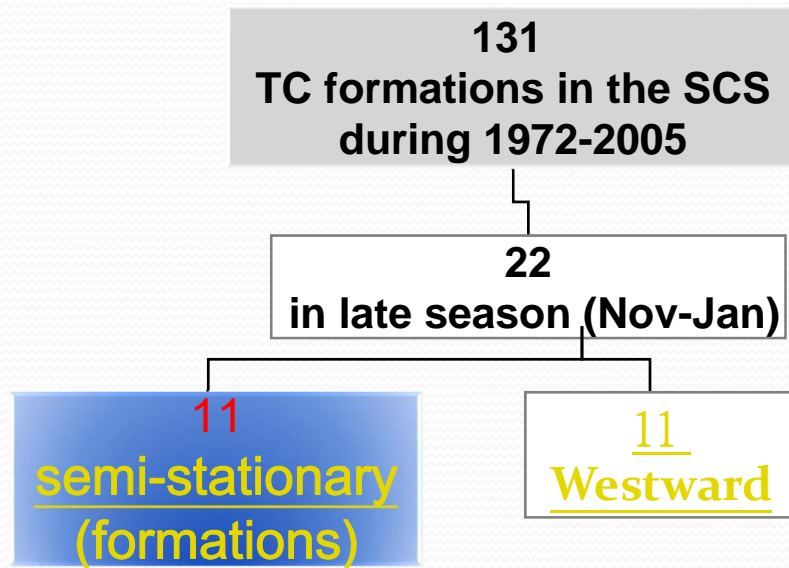 131
TC formations in the SCS
during 1972-2005
22
in late season (Nov-Jan)
11
semi-stationary
(formations)
11
Westward